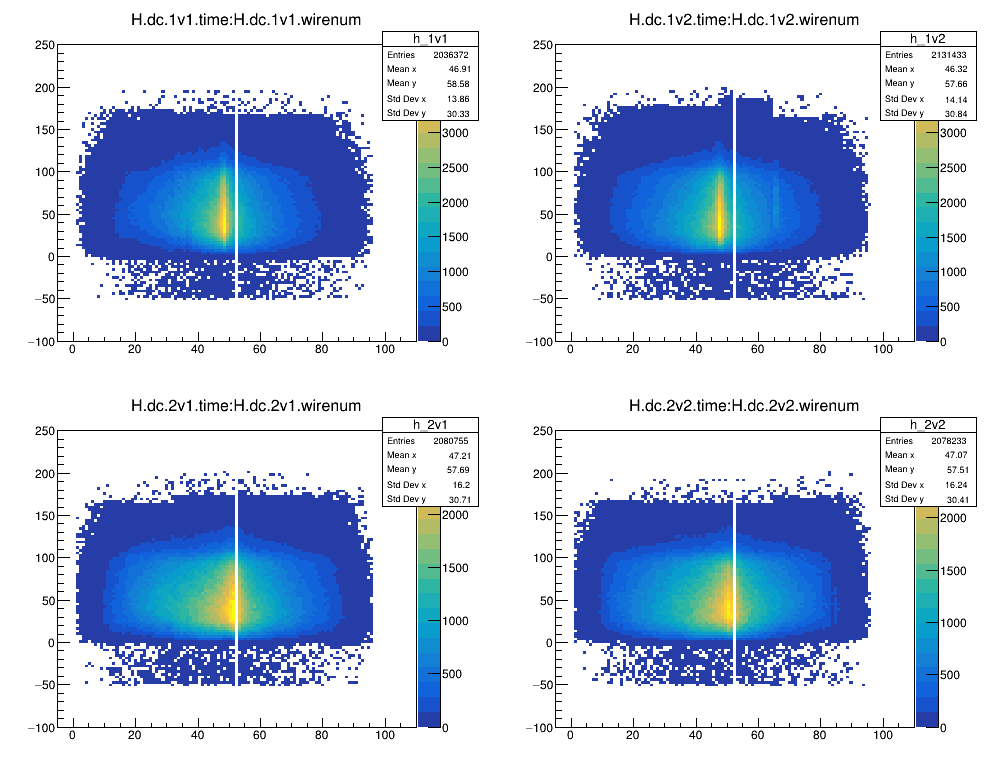 H.dc.1v1.time:H.dc.1v1.wirenum
h_1v1
Entries 2036372
Mean x 46.91
Mean y 58.58
Std Dev x 13.86
Std Dev y 30.33
250
200
150
100
50
0
−50
−100
0 20 40 60 80 100
3000
2500
2000
1500
1000
500
0
H.dc.1v2.time:H.dc.1v2.wirenum
h_1v2
Entries 2131433
Mean x 46.32
Mean y 57.66
Std Dev x 14.14
Std Dev y 30.84
250
200
150
100
50
0
−50
−100
0 20 40 60 80 100
3000
2500
2000
1500
1000
500
0
H.dc.2v1.time:H.dc.2v1.wirenum
h_2v1
Entries 2080755
Mean x 47.21
Mean y 57.69
Std Dev x 16.2
Std Dev y 30.71
250
200
150
100
50
0
−50
−100
0 20 40 60 80 100
2000
1500
1000
500
0
H.dc.2v2.time:H.dc.2v2.wirenum
h_2v2
Entries 2078233
Mean x 47.07
Mean y 57.51
Std Dev x 16.24
Std Dev y 30.41
250
200
150
100
50
0
−50
−100
0 20 40 60 80 100
2000
1500
1000
500
0